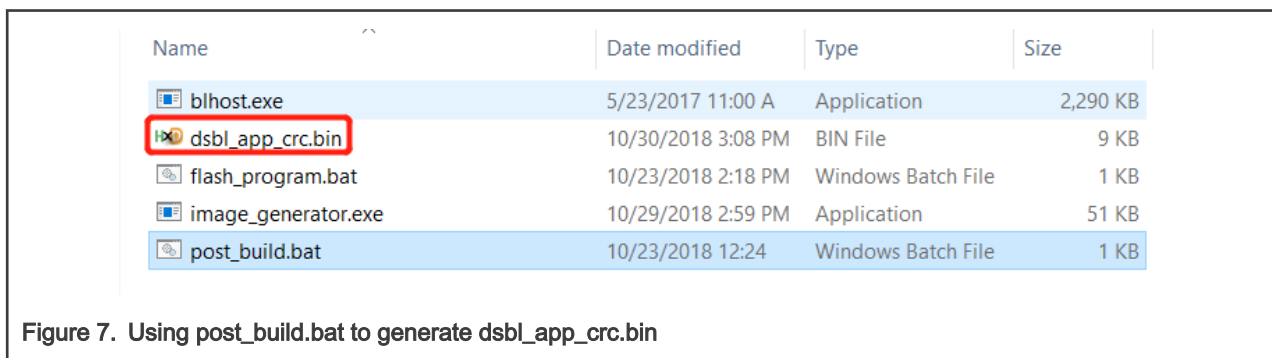 Name Date modified Type Size
blhost.exe 5/23/2017 11:00 A Application 2,290 KB
dsbl_app_crc.bin 10/30/2018 3:08 PM BIN File 9 KB
flash_program.bat 10/23/2018 2:18 PM Windows Batch File 1 KB
image_generator.exe 10/29/2018 2:59 PM Application 51 KB
post_build.bat 10/23/2018 12:24 Windows Batch File 1 KB
Figure 7. Using post_build.bat to generate dsbl_app_crc.bin